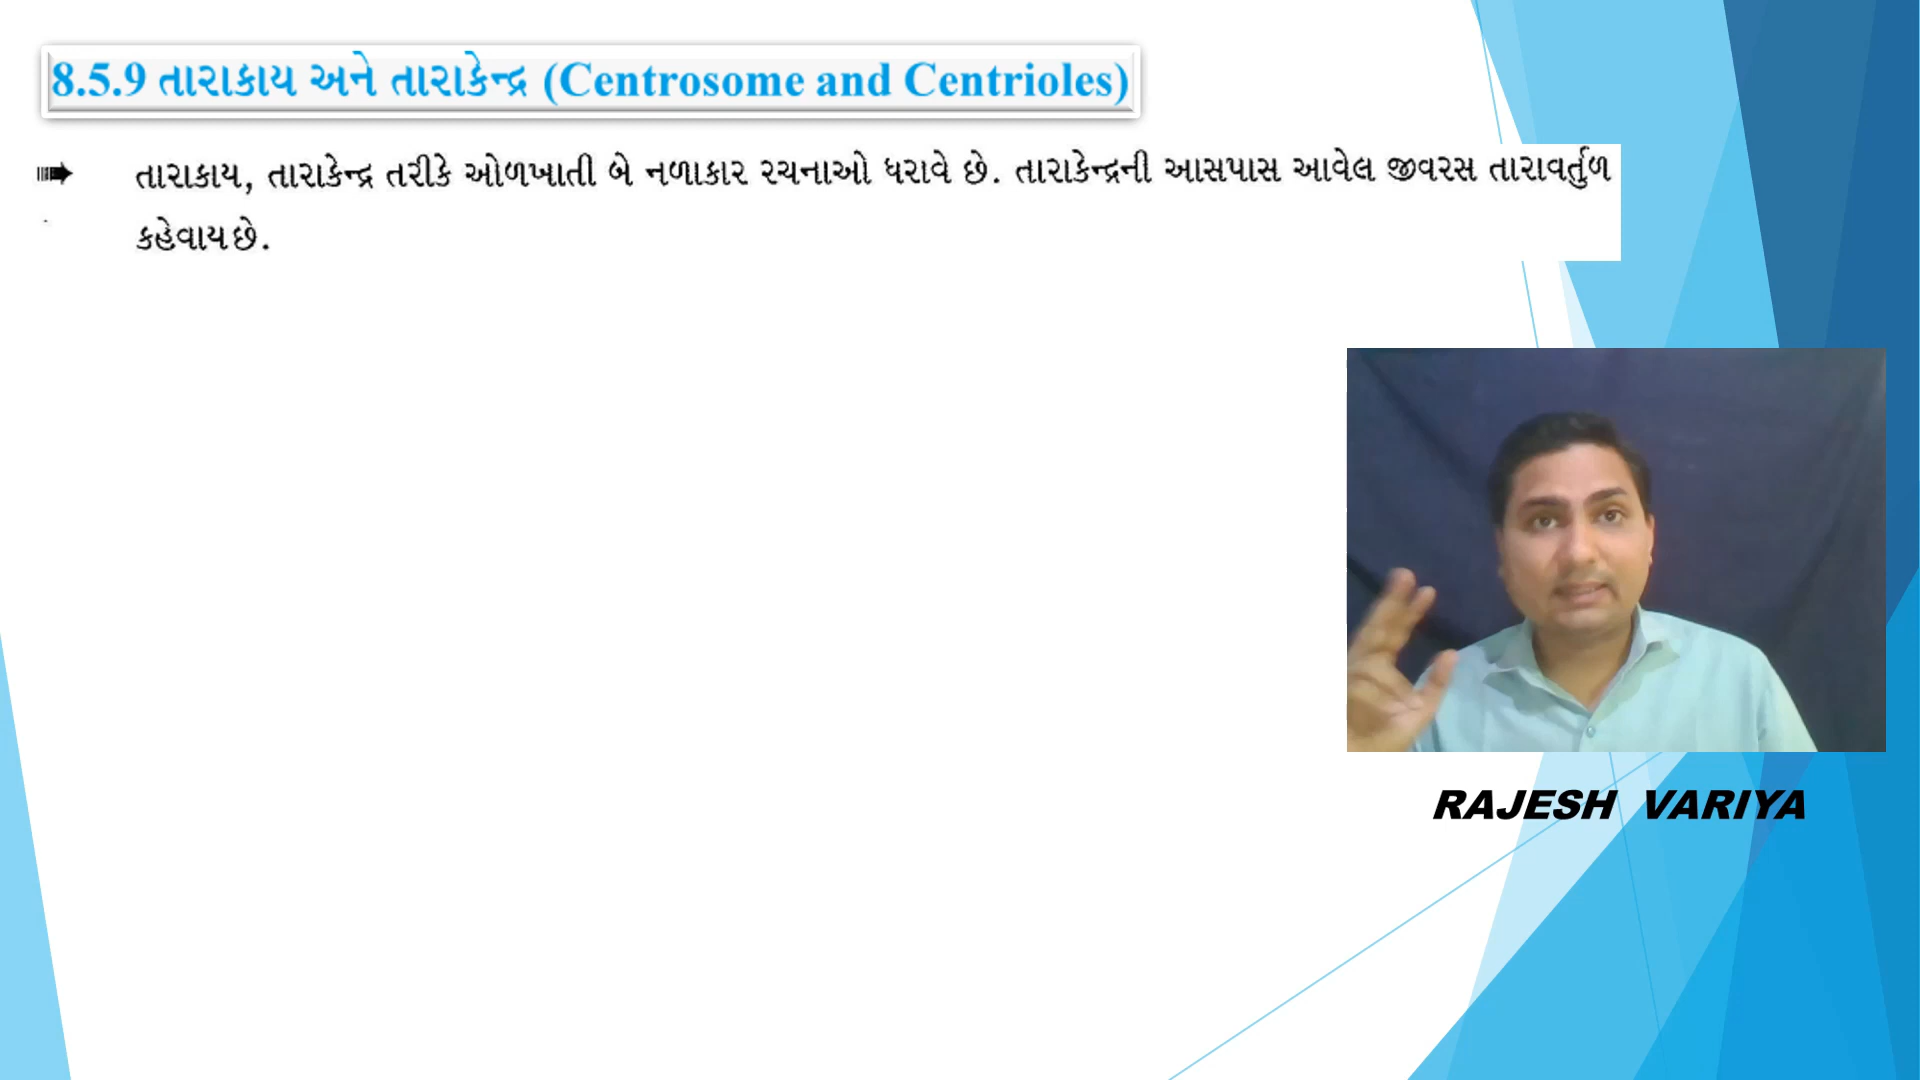 8.5.9 તારાકાય અને તારાકેન્દ્ર (Centrosome and Centrioles)
તારાકાય, તારાકેન્દ્ર તરીકે ઓળખાતી બે નળાકાર રચનાઓ ધરાવે છે. તારાકેન્દ્રની આસપાસ આવેલ જીવરસ તારાવર્તુળ
કહેવાય છે.
RAJESH VARIYA